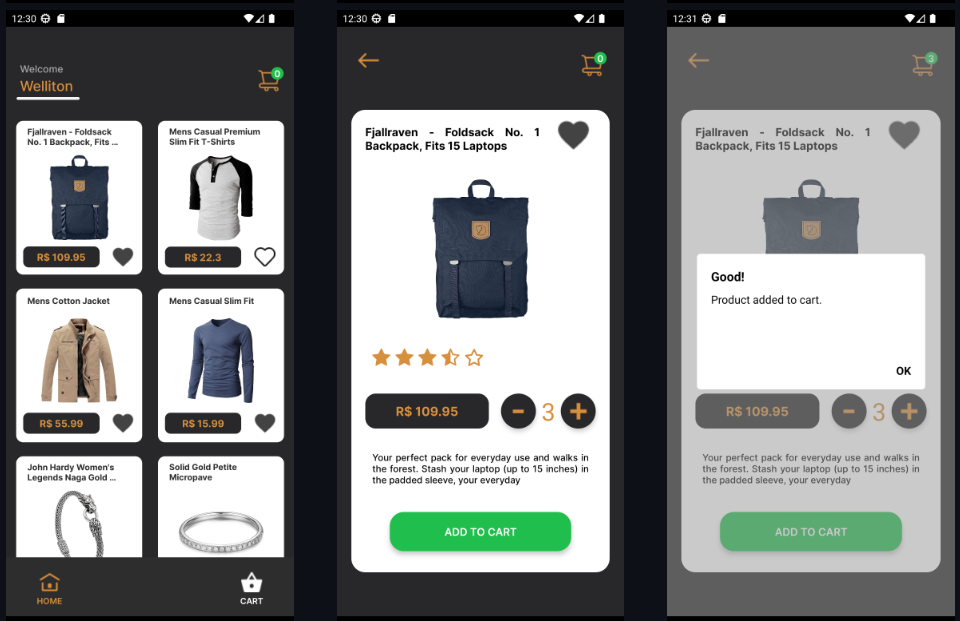 12:30
Welcome
Welliton
0
Fjallraven - Foldsack
No. 1 Backpack, Fits ...
Mens Casual Premium
Slim Fit T-Shirts
R$ 109.95
R$ 22.3
Mens Cotton Jacket
Mens Casual Slim Fit
R$ 55.99
R$ 15.99
John Hardy Women's
Legends Naga Gold ...
Solid Gold Petite
Micropave
HOME
CART
12:30
0
Fjallraven - Foldsack No. 1
Backpack, Fits 15 Laptops
R$ 109.95
3
Your perfect pack for everyday use and walks in
the forest. Stash your laptop (up to 15 inches) in
the padded sleeve, your everyday
ADD TO CART
12:31
3
Fjallraven - Foldsack No. 1
Backpack, Fits 15 Laptops
Good!
Product added to cart.
OK
R$ 109.95
3
Your perfect pack for everyday use and walks in
the forest. Stash your laptop (up to 15 inches) in
the padded sleeve, your everyday
ADD TO CART